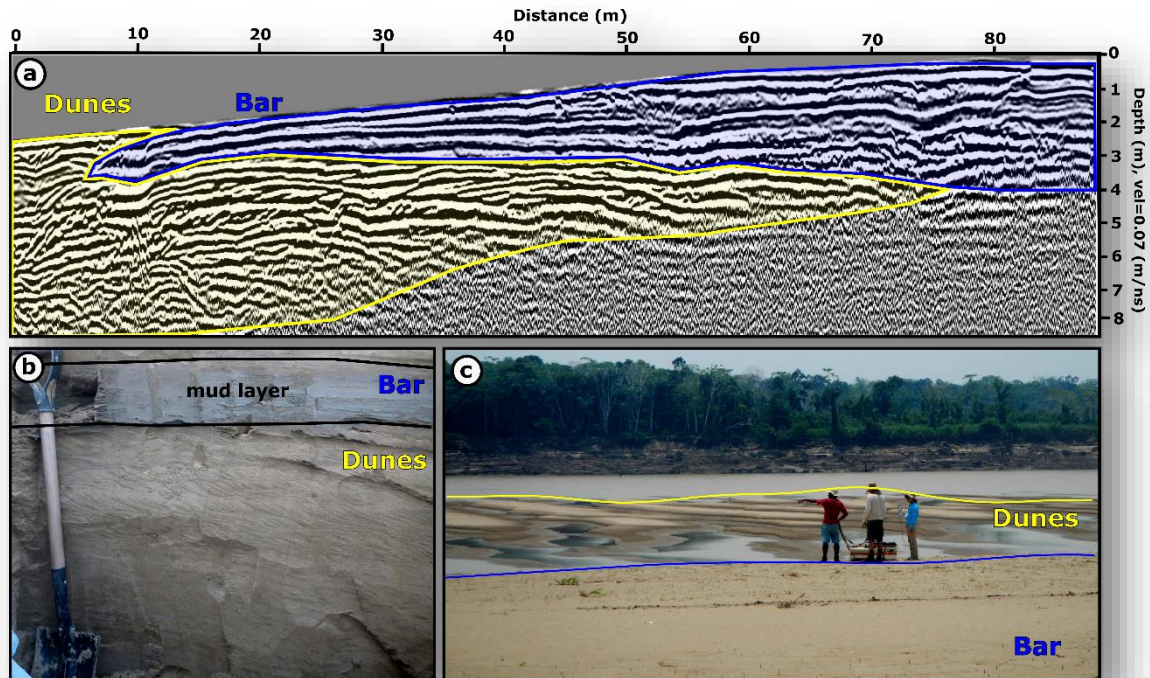 Distance (m)
0 10 20 30 40 50 60 70 80
a
Dunes
Bar
0
1
2
3
4
5
6
7
8
Depth (m), vel=0.07 (m/ns)
b
mud layer
Bar
Dunes
c
Dunes
Bar